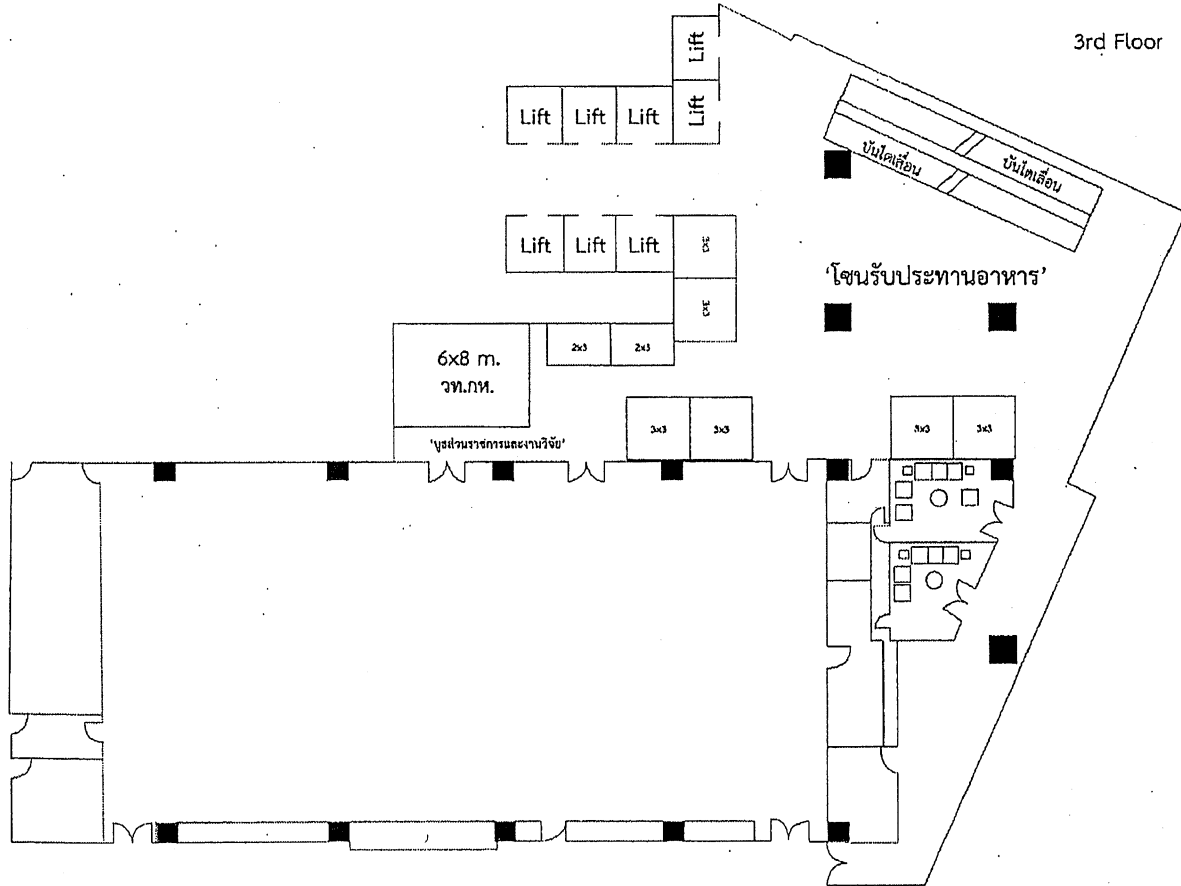 3rd Floor
Lift
Lift
Lift
Lift
Lift
บันไดเลื่อน
บันไดเลื่อน
Lift
Lift
Lift
3x3
3x3
'โซนรับประทานอาหาร'
6x8 m.
วท.กห.
2x3
2x3
3x3
3x3
3x3
3x3
'บูธส่วนราชการและงานวิจัย'